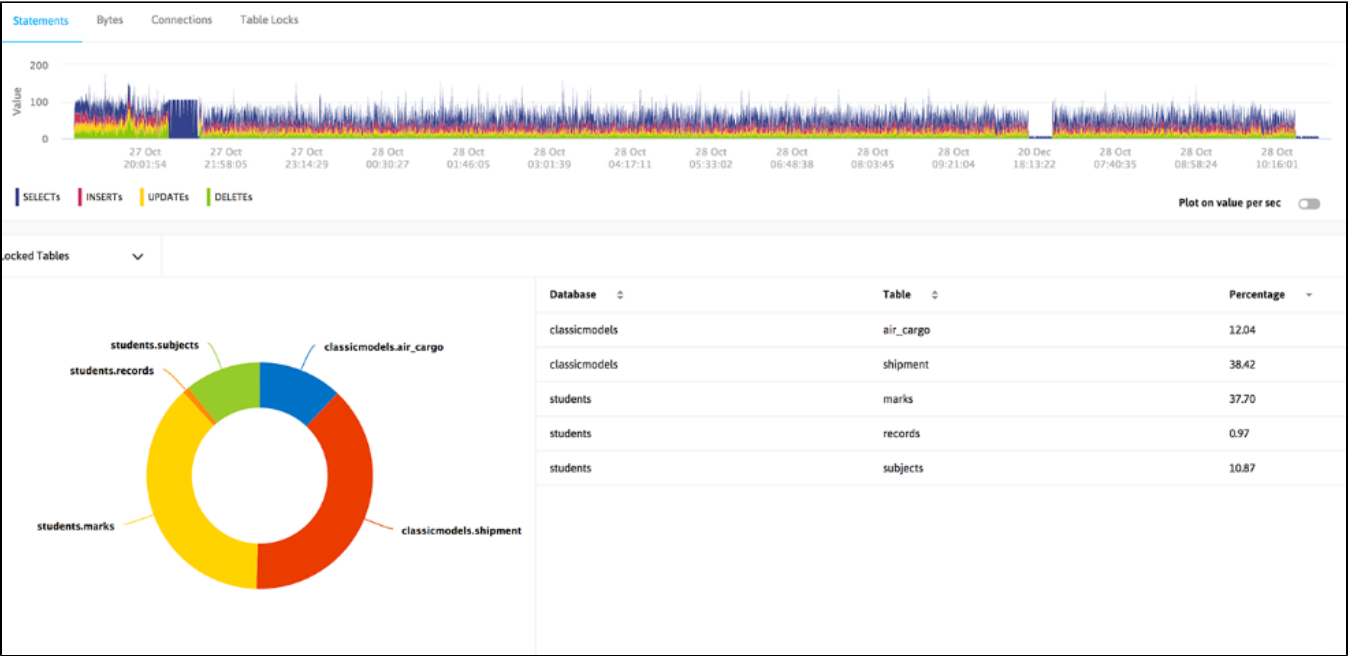 Statements Bytes Connections Table Locks
200
Value
100
0
27 Oct 27 Oct 27 Oct 28 Oct 28 Oct 28 Oct 28 Oct 28 Oct 28 Oct 28 Oct 28 Oct 20 Dec 28 Oct 28 Oct 28 Oct
20:01:54 21:58:05 23:14:29 00:30:27 01:46:05 03:01:39 04:17:11 05:33:02 06:48:38 08:03:45 09:21:04 18:13:22 07:40:35 08:58:24 10:16:01
SELECTs INSERTs UPDATEs DELETEs
Plot on value per sec
Locked Tables
Database Table Percentage
classicmodels air_cargo 12.04
classicmodels shipment 38.42
students marks 37.70
students records 0.97
students subjects 10.87
students.subjects
classicmodels.air_cargo
students.records
students.marks
classicmodels.shipment